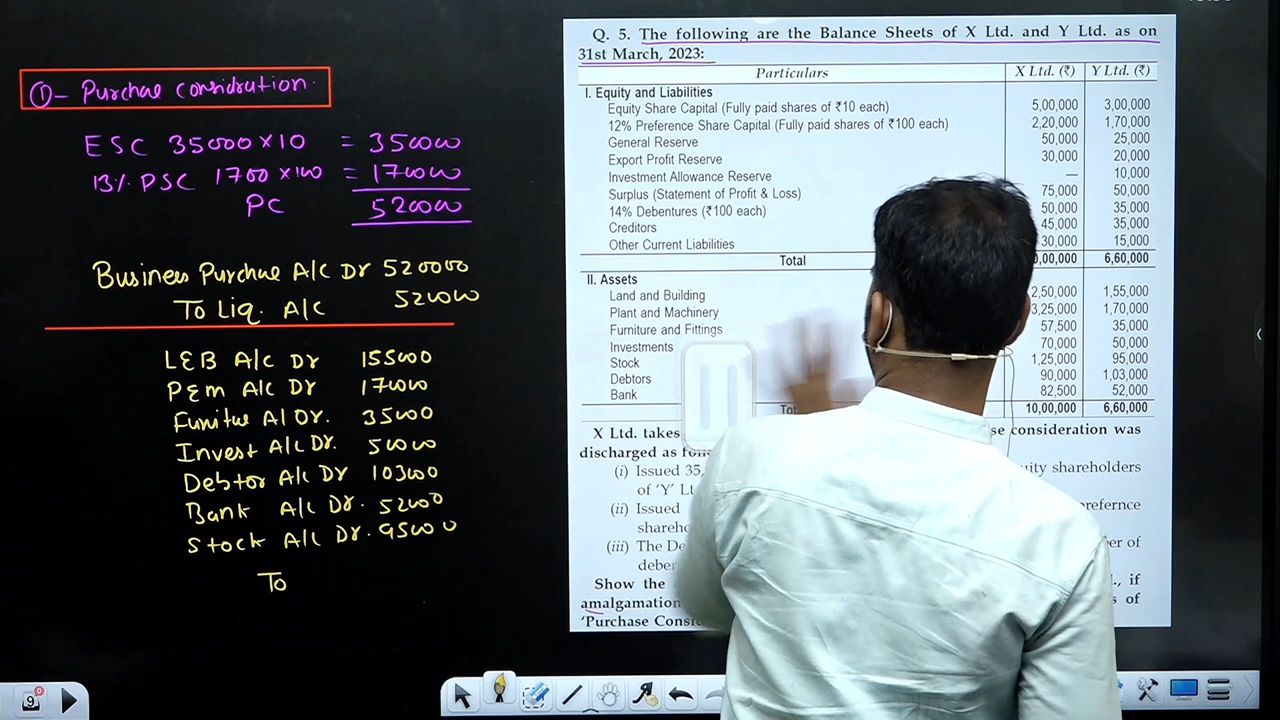 ①- Purchase considration.
ESC 35000×10 = 350000
13% PSC 1700×100 = 170000
PC 520000
Business Purchase A/c Dr 520000
To Liq. A/c 520000
L&B A/c Dr 155000
P&m A/c Dr 170000
Funitue A/ Dr. 35000
Invest A/c Dr. 50000
Debtor A/c Dr 103000
Bank A/c Dr. 52000
Stock A/c Dr. 95000
To
Q. 5. The following are the Balance Sheets of X Ltd. and Y Ltd. as on
31st March, 2023:
Particulars X Ltd. (₹) Y Ltd. (₹)
I. Equity and Liabilities
Equity Share Capital (Fully paid shares of ₹10 each) 5,00,000 3,00,000
12% Preference Share Capital (Fully paid shares of ₹100 each) 2,20,000 1,70,000
General Reserve 50,000 25,000
Export Profit Reserve 30,000 20,000
Investment Allowance Reserve — 10,000
Surplus (Statement of Profit & Loss) 75,000 50,000
14% Debentures (₹100 each) 50,000 35,000
Creditors 45,000 35,000
Other Current Liabilities 30,000 15,000
Total 0,00,000 6,60,000
II. Assets
Land and Building 2,50,000 1,55,000
Plant and Machinery 3,25,000 1,70,000
Furniture and Fittings 57,500 35,000
Investments 70,000 50,000
Stock 1,25,000 95,000
Debtors 90,000 1,03,000
Bank 82,500 52,000
10,00,000 6,60,000
X Ltd. takes consideration was
discharged as
(i) Issued 35, shareholders
of 'Y'
(ii) Issued
(iii) The of
Show the if
amalgamation of
'Purchase
9